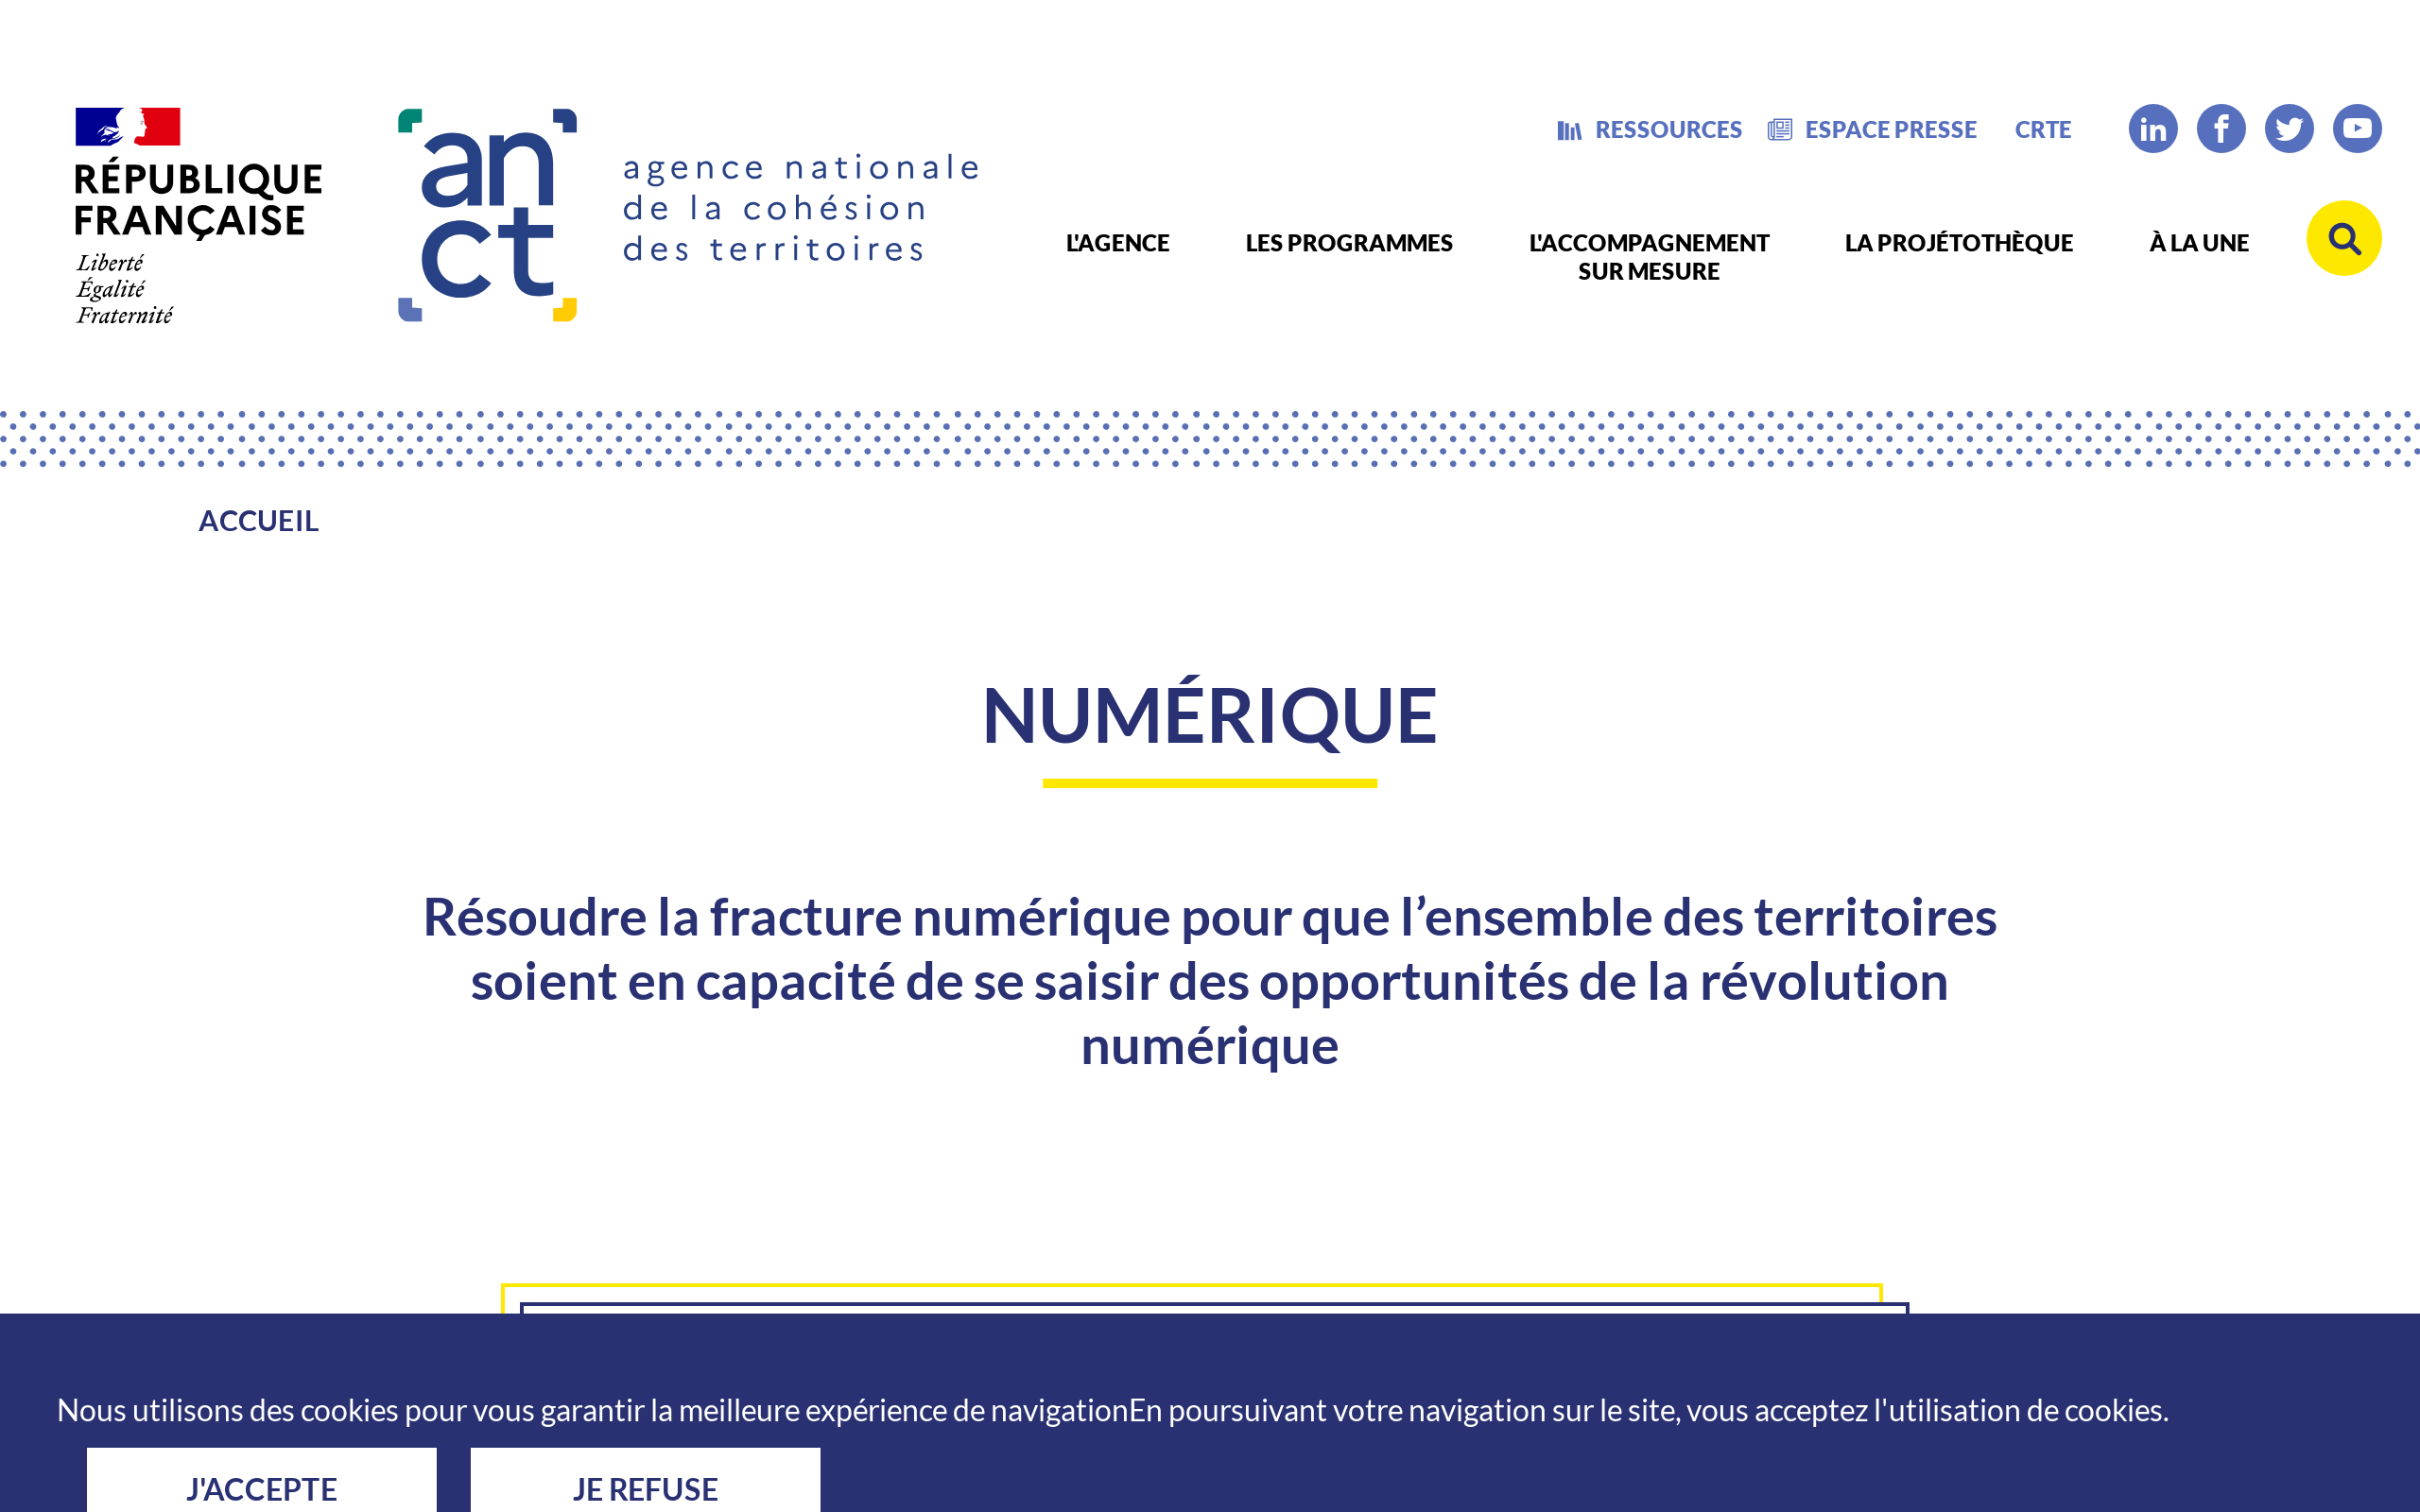 RÉPUBLIQUE
FRANÇAISE
Liberté
Égalité
Fraternité
an
ct
agence nationale
de la cohésion
des territoires
RESSOURCES
ESPACE PRESSE
CRTE
L'AGENCE
LES PROGRAMMES
L'ACCOMPAGNEMENT
SUR MESURE
LA PROJÉTOTHÈQUE
À LA UNE
ACCUEIL
NUMÉRIQUE
Résoudre la fracture numérique pour que l’ensemble des territoires
soient en capacité de se saisir des opportunités de la révolution
numérique
Nous utilisons des cookies pour vous garantir la meilleure expérience de navigationEn poursuivant votre navigation sur le site, vous acceptez l'utilisation de cookies.
J'ACCEPTE
JE REFUSE